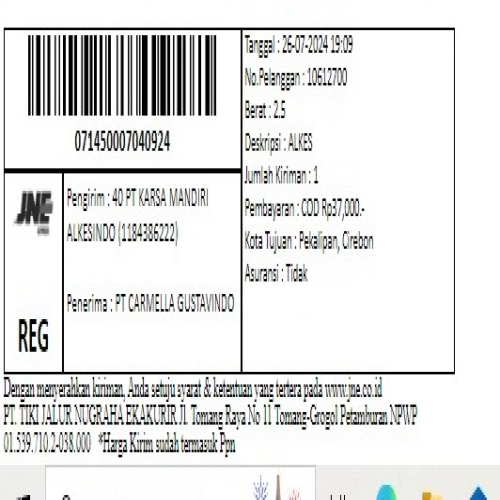 071450007040924
JNE
REG
Pengirim : 40 PT KARSA MANDIRI
ALKESINDO (1184386222)
Penerima : PT CARMELLA GUSTAVINDO
Tanggal : 26-07-2024 19:09
No.Pelanggan : 10612700
Berat : 2.5
Deskripsi : ALKES
Jumlah Kiriman : 1
Pembayaran : COD Rp37,000.-
Kota Tujuan : Pekalipan, Cirebon
Asuransi : Tidak
Dengan menyerahkan kiriman, Anda setuju syarat & ketentuan yang tertera pada www.jne.co.id
PT. TIKI JALUR NUGRAHA EKAKURIR Jl. Tomang Raya No 11 Tomang-Grogol Petamburan NPWP
01.539.710.2-038.000 *Harga Kirim sudah termasuk Ppn